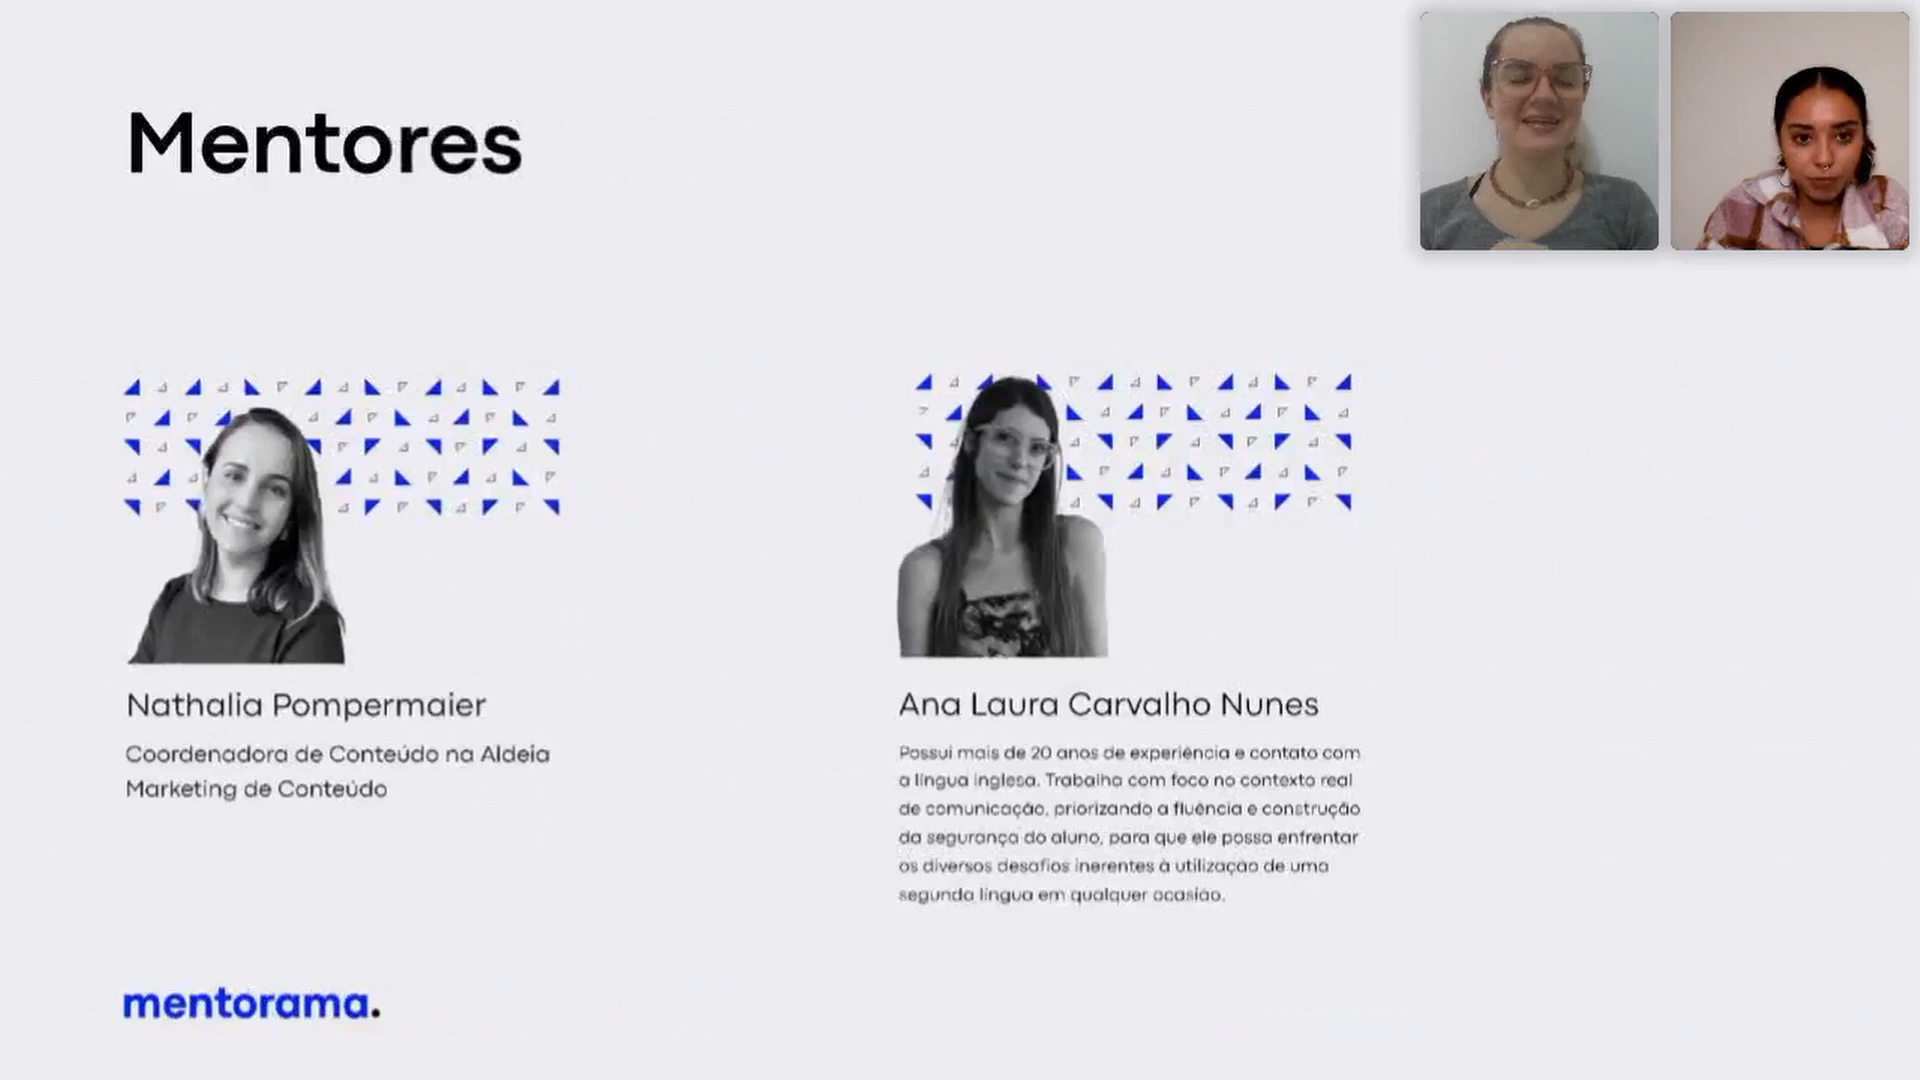 Mentores
Nathalia Pompermaier
Coordenadora de Conteúdo na Aldeia
Marketing de Conteúdo
Ana Laura Carvalho Nunes
Possui mais de 20 anos de experiência e contato com
a língua inglesa. Trabalha com foco no contexto real
de comunicação, priorizando a fluência e construção
da segurança do aluno, para que ele possa enfrentar
os diversos desafios inerentes à utilização de uma
segunda língua em qualquer ocasião.
mentorama.